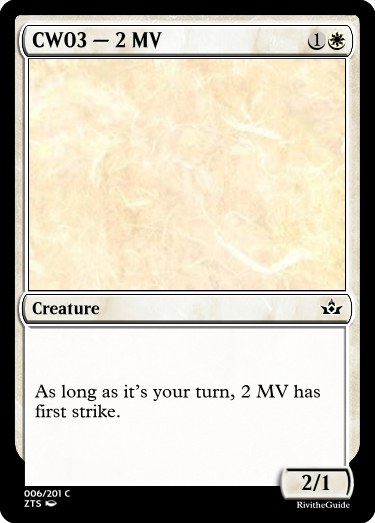 CW03 — 2 MV
1
Creature
As long as it's your turn, 2 MV has
first strike.
2/1
006/201 C
ZTS
RivitheGuide